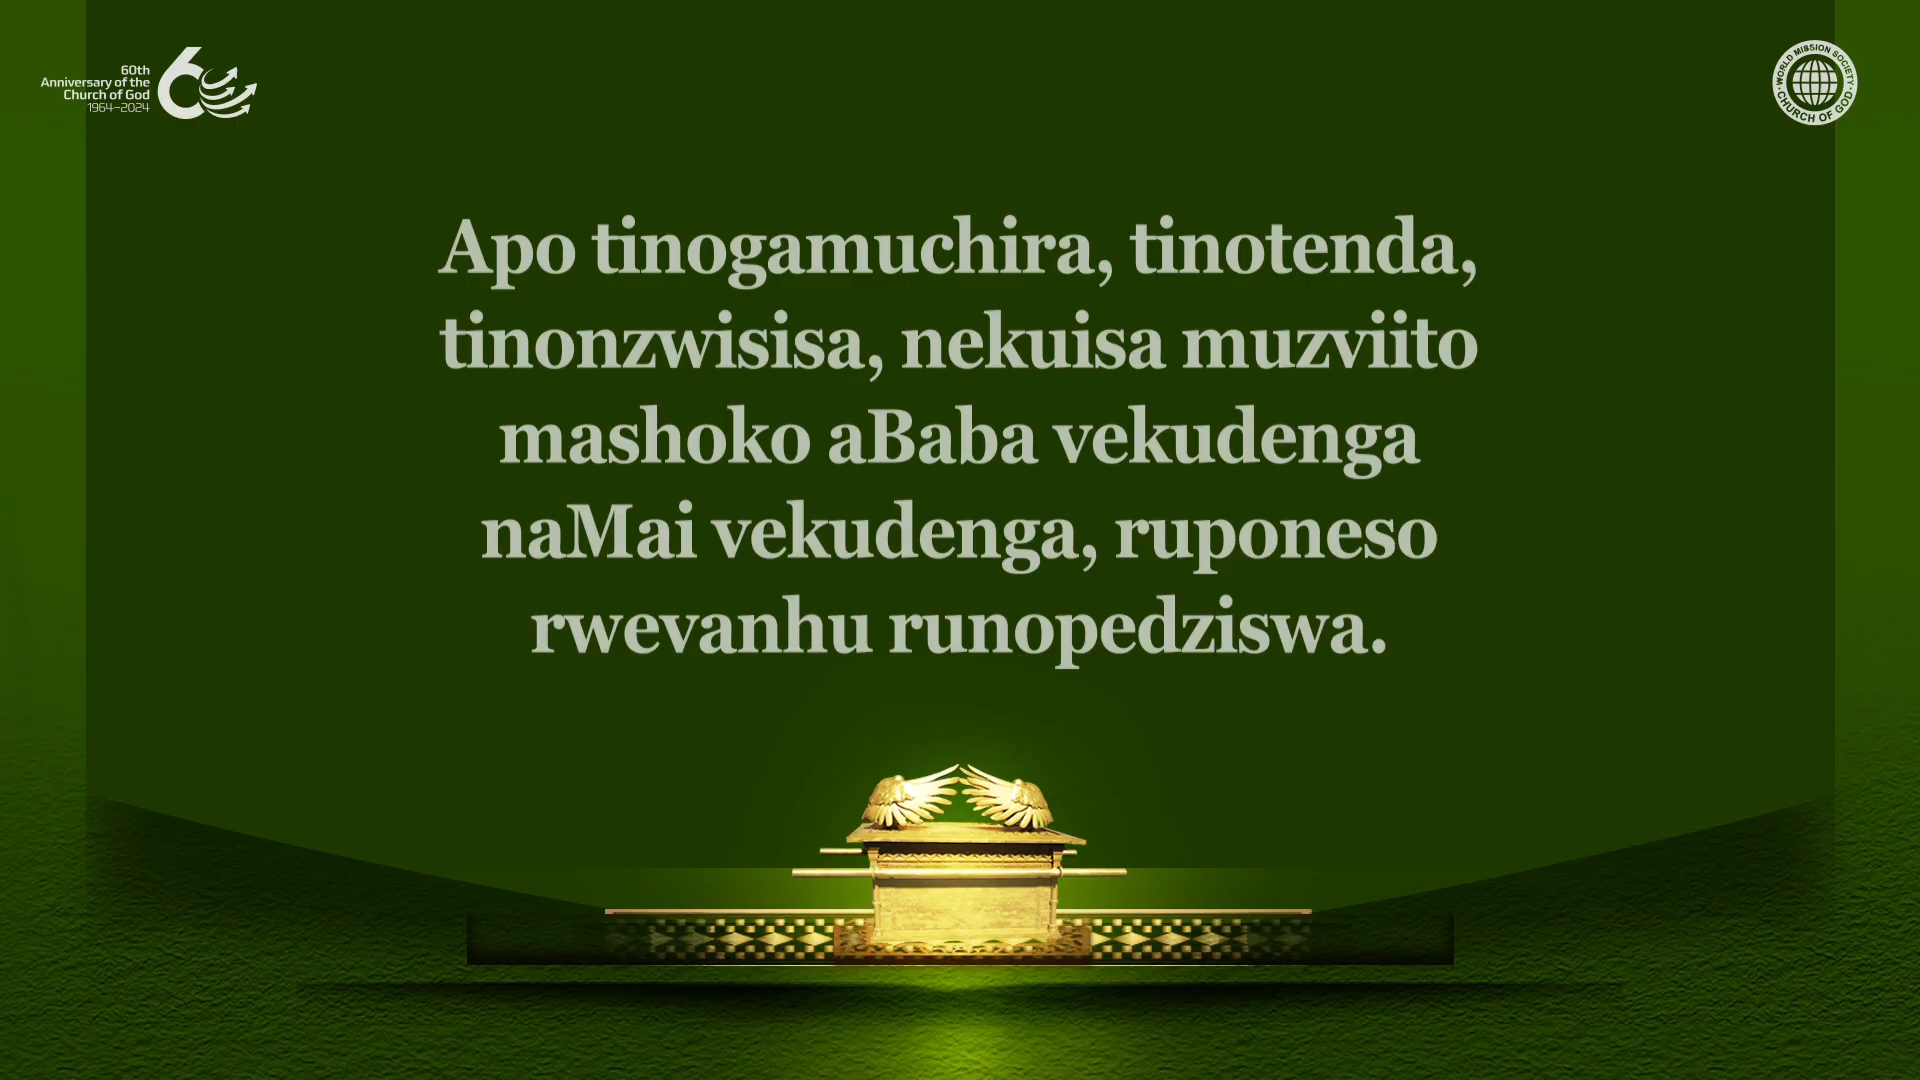 60th
Anniversary of the
Church of God
1964–2024
WORLD MISSION SOCIETY
CHURCH OF GOD
Apo tinogamuchira, tinotenda,
tinonzwisisa, nekuisa muzviito
mashoko aBaba vekudenga
naMai vekudenga, ruponeso
rwevanhu runopedziswa.